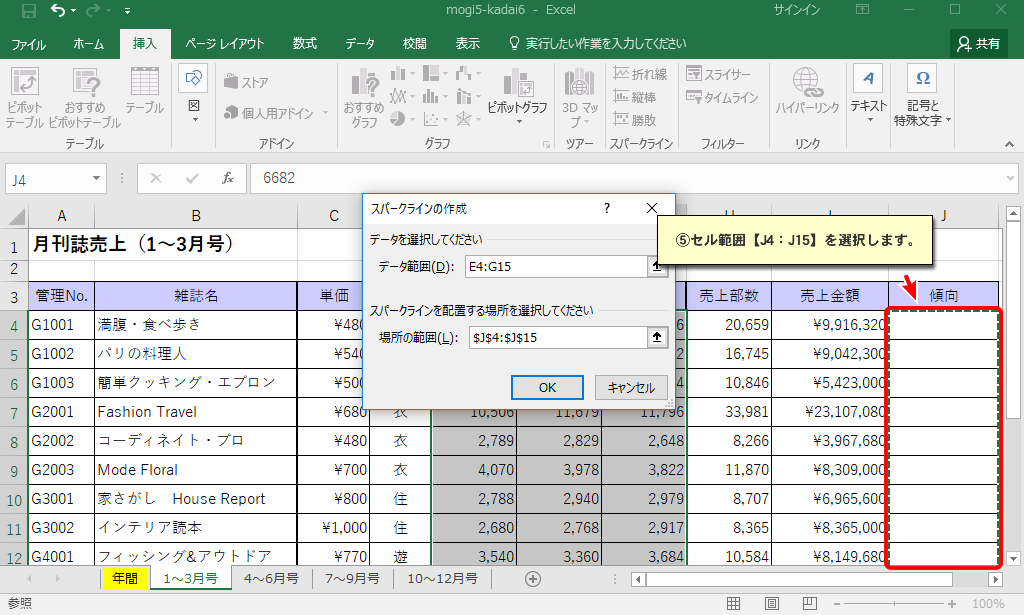 mogi5-kadai6 - Excel サインイン
ファイル ホーム 挿入 ページ レイアウト 数式 データ 校閲 表示 実行したい作業を入力してください 共有
ピボットテーブル おすすめピボットテーブル テーブル 図 ストア 個人用アドイン おすすめグラフ ピボットグラフ 3D マップ 折れ線 縦棒 勝敗 スライサー タイムライン ハイパーリンク テキスト 記号と特殊文字
テーブル アドイン グラフ ツアー スパークライン フィルター リンク
J4 fx 6682
A B C J
1 月刊誌売上（1～3月号）
2
3 管理No. 雑誌名 単価 売上部数 売上金額 傾向
4 G1001 満腹・食べ歩き ¥480 6 20,659 ¥9,916,320
5 G1002 パリの料理人 ¥540 2 16,745 ¥9,042,300
6 G1003 簡単クッキング・エプロン ¥500 4 10,846 ¥5,423,000
7 G2001 Fashion Travel ¥680 衣 10,506 11,679 11,796 33,981 ¥23,107,080
8 G2002 コーディネイト・プロ ¥480 衣 2,789 2,829 2,648 8,266 ¥3,967,680
9 G2003 Mode Floral ¥700 衣 4,070 3,978 3,822 11,870 ¥8,309,000
10 G3001 家さがし　House Report ¥800 住 2,788 2,940 2,979 8,707 ¥6,965,600
11 G3002 インテリア読本 ¥1,000 住 2,680 2,768 2,917 8,365 ¥8,365,000
12 G4001 フィッシング&アウトドア ¥770 遊 3,540 3,360 3,684 10,584 ¥8,149,680
スパークラインの作成 ?
データを選択してください
データ範囲(D): E4:G15
スパークラインを配置する場所を選択してください
場所の範囲(L): $J$4:$J$15
OK キャンセル
⑤セル範囲【J4：J15】を選択します。
年間 1～3月号 4～6月号 7～9月号 10～12月号
参照 100%